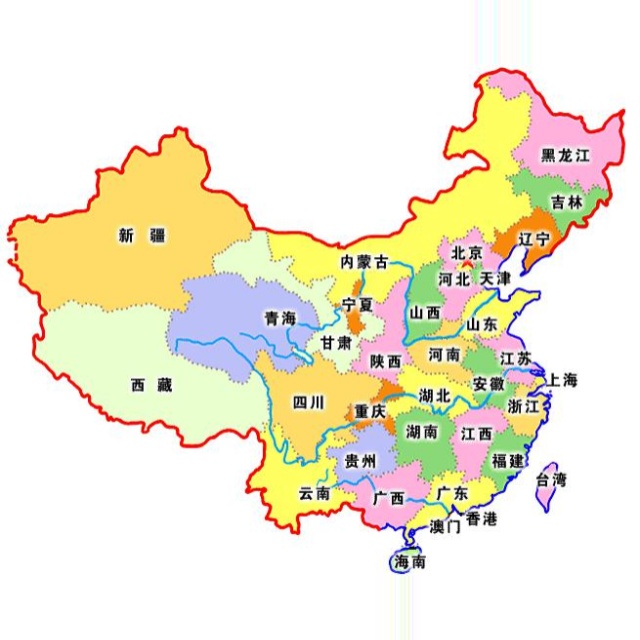 黑龙江
吉林
辽宁
新疆
北京
内蒙古
河北
天津
宁夏
山西
青海
山东
甘肃
陕西
河南
江苏
西藏
安徽
上海
四川
湖北
浙江
重庆
湖南
江西
贵州
福建
台湾
云南
广西
广东
香港
澳门
海南